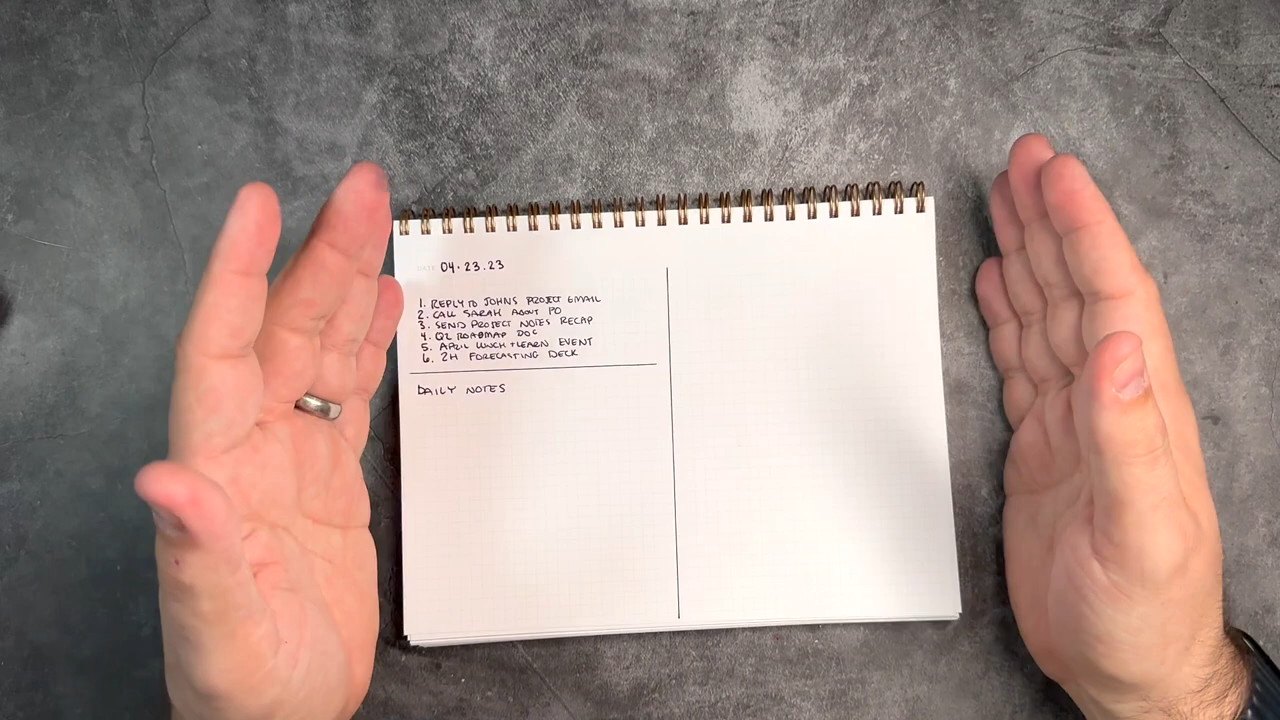 DATE 04.23.23
1. REPLY TO JOHNS PROJECT EMAIL
2. CALL SARAH ABOUT PO
3. SEND PROJECT NOTES RECAP
4. Q2 ROADMAP DOC
5. APRIL LUNCH + LEARN EVENT
6. 2H FORECASTING DECK
DAILY NOTES